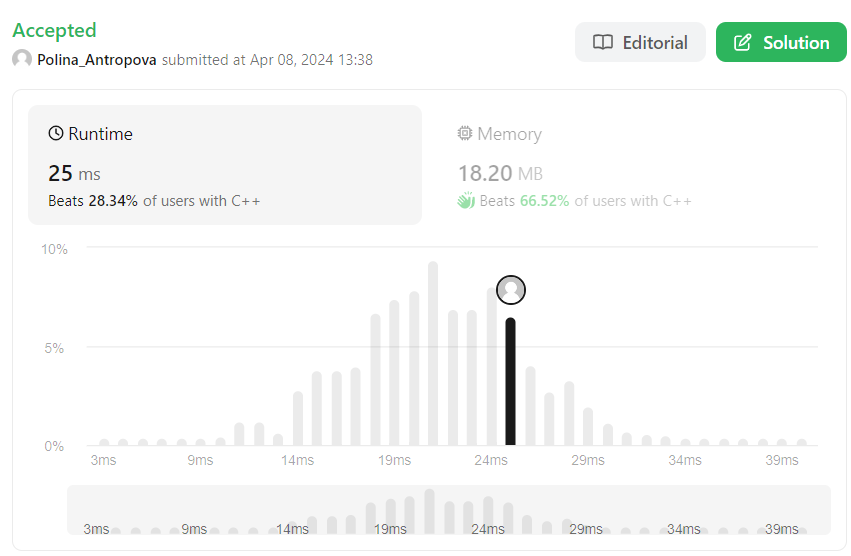 Accepted
Editorial
Solution
Polina_Antropova submitted at Apr 08, 2024 13:38
Runtime
Memory
25 ms
18.20 MB
Beats 28.34% of users with C++
Beats 66.52% of users with C++
10%
5%
0%
3ms 9ms 14ms 19ms 24ms 29ms 34ms 39ms
3ms 9ms 14ms 19ms 24ms 29ms 34ms 39ms